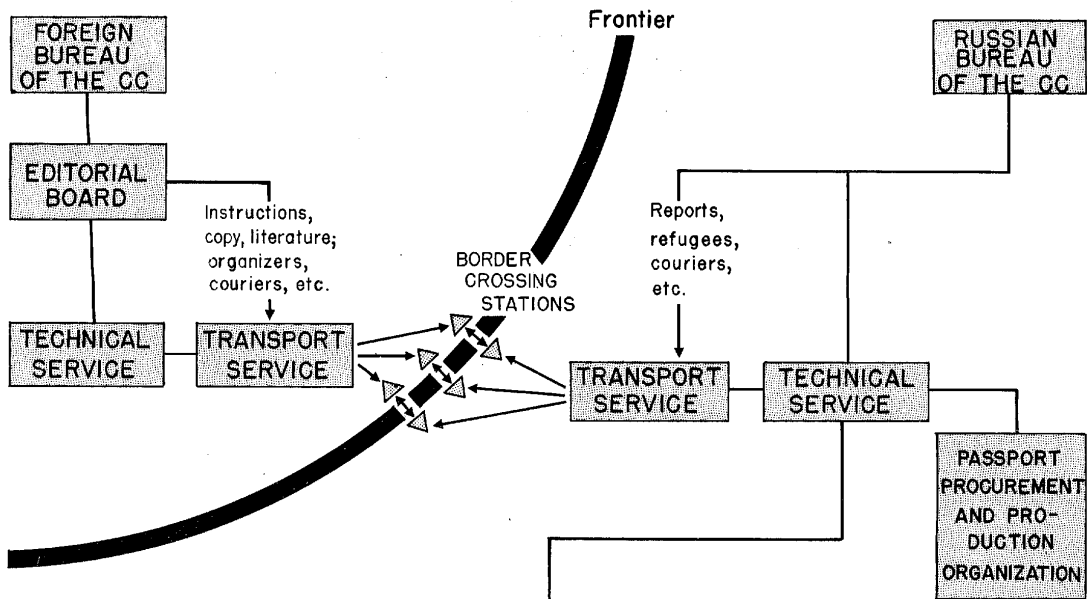 Frontier
FOREIGN
BUREAU
OF THE CC
RUSSIAN
BUREAU
OF THE CC
EDITORIAL
BOARD
Instructions,
copy, literature;
organizers,
couriers, etc.
Reports,
refugees,
couriers,
etc.
BORDER
CROSSING
STATIONS
TECHNICAL
SERVICE
TRANSPORT
SERVICE
TRANSPORT
SERVICE
TECHNICAL
SERVICE
PASSPORT
PROCUREMENT
AND PRO-
DUCTION
ORGANIZATION